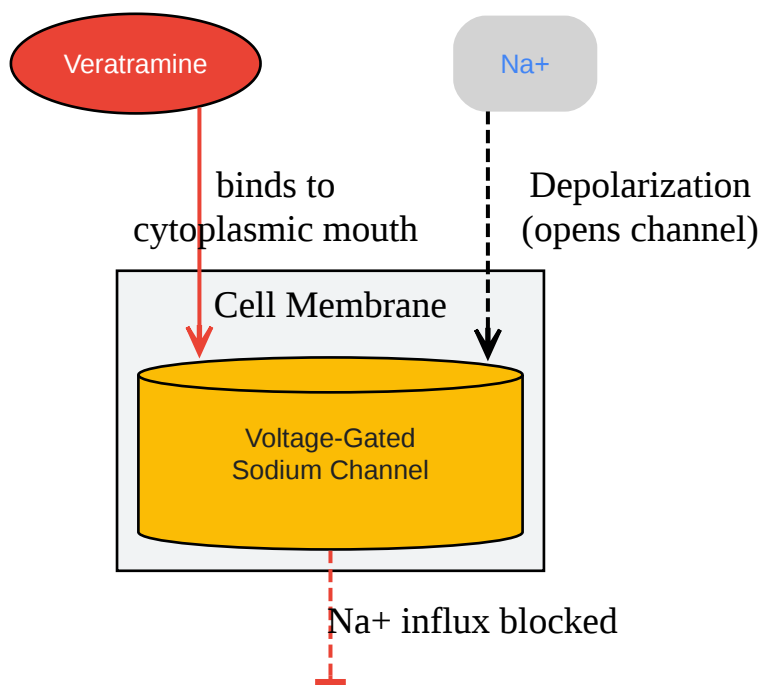 Veratramine
Na+
binds to
cytoplasmic mouth
Depolarization
(opens channel)
Cell Membrane
Voltage-Gated
Sodium Channel
Na+ influx blocked